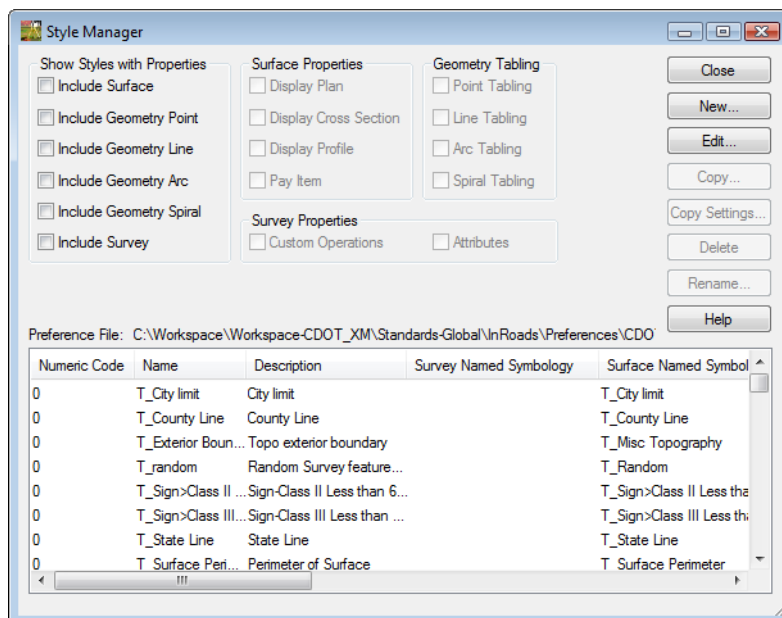 Style Manager
Show Styles with Properties
Include Surface
Include Geometry Point
Include Geometry Line
Include Geometry Arc
Include Geometry Spiral
Include Survey
Surface Properties
Display Plan
Display Cross Section
Display Profile
Pay Item
Geometry Tabling
Point Tabling
Line Tabling
Arc Tabling
Spiral Tabling
Survey Properties
Custom Operations Attributes
Close
New...
Edit...
Copy...
Copy Settings...
Delete
Rename...
Help
Preference File: C:\Workspace\Workspace-CDOT_XM\Standards-Global\InRoads\Preferences\CDO
Numeric Code Name Description Survey Named Symbology Surface Named Symbol
0 T_City limit City limit T_City limit
0 T_County Line County Line T_County Line
0 T_Exterior Boun... Topo exterior boundary T_Misc Topography
0 T_random Random Survey feature... T_Random
0 T_Sign>Class II ... Sign-Class II Less than 6... T_Sign>Class II Less tha
0 T_Sign>Class III... Sign-Class III Less than ... T_Sign>Class III Less th
0 T_State Line State Line T_State Line
0 T_Surface Peri... Perimeter of Surface T_Surface Perimeter